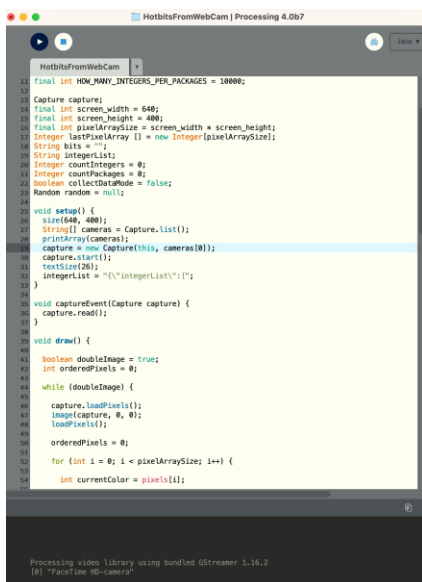 HotbitsFromWebCam | Processing 4.0b7
Java ▼
HotbitsFromWebCam ▼
11 final int HOW_MANY_INTEGERS_PER_PACKAGES = 10000;
12
13 Capture capture;
14 final int screen_width = 640;
15 final int screen_height = 400;
16 final int pixelArraySize = screen_width * screen_height;
17 Integer lastPixelArray [] = new Integer[pixelArraySize];
18 String bits = "";
19 String integerList;
20 Integer countIntegers = 0;
21 Integer countPackages = 0;
22 boolean collectDataMode = false;
23 Random random = null;
24
25 void setup() {
26 size(640, 400);
27 String[] cameras = Capture.list();
28 printArray(cameras);
29 capture = new Capture(this, cameras[0]);
30 capture.start();
31 textSize(26);
32 integerList = "{\"integerList\":[";
33 }
34
35 void captureEvent(Capture capture) {
36 capture.read();
37 }
38
39 void draw() {
40
41 boolean doubleImage = true;
42 int orderedPixels = 0;
43
44 while (doubleImage) {
45
46 capture.loadPixels();
47 image(capture, 0, 0);
48 loadPixels();
49
50 orderedPixels = 0;
51
52 for (int i = 0; i < pixelArraySize; i++) {
53
54 int currentColor = pixels[i];
Processing video library using bundled GStreamer 1.16.2
[0] "FaceTime HD-camera"